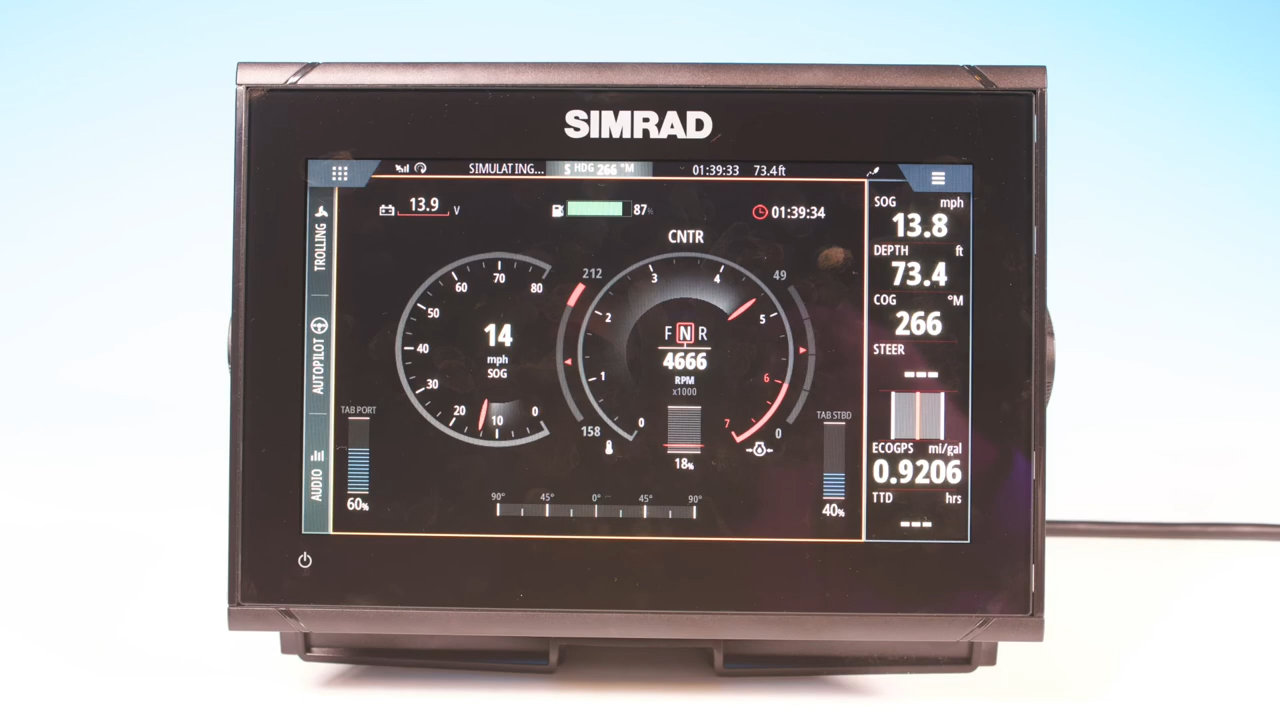 SIMRAD
SIMULATING... S HDG 266 °M 01:39:33 73.4ft
13.9 V 87% 01:39:34
SOG mph
13.8
DEPTH ft
73.4
COG °M
266
STEER
---
ECOGPS mi/gal
0.9206
TTD hrs
---
TROLLING
AUTOPILOT
AUDIO
0 10 20 30 40 50 60 70 80
14
mph
SOG
CNTR
212
158
0 1 2 3 4 5 6 7
F N R
4666
RPM
x1000
18%
49
0
TAB PORT
60%
TAB STBD
40%
90° 45° 0° 45° 90°